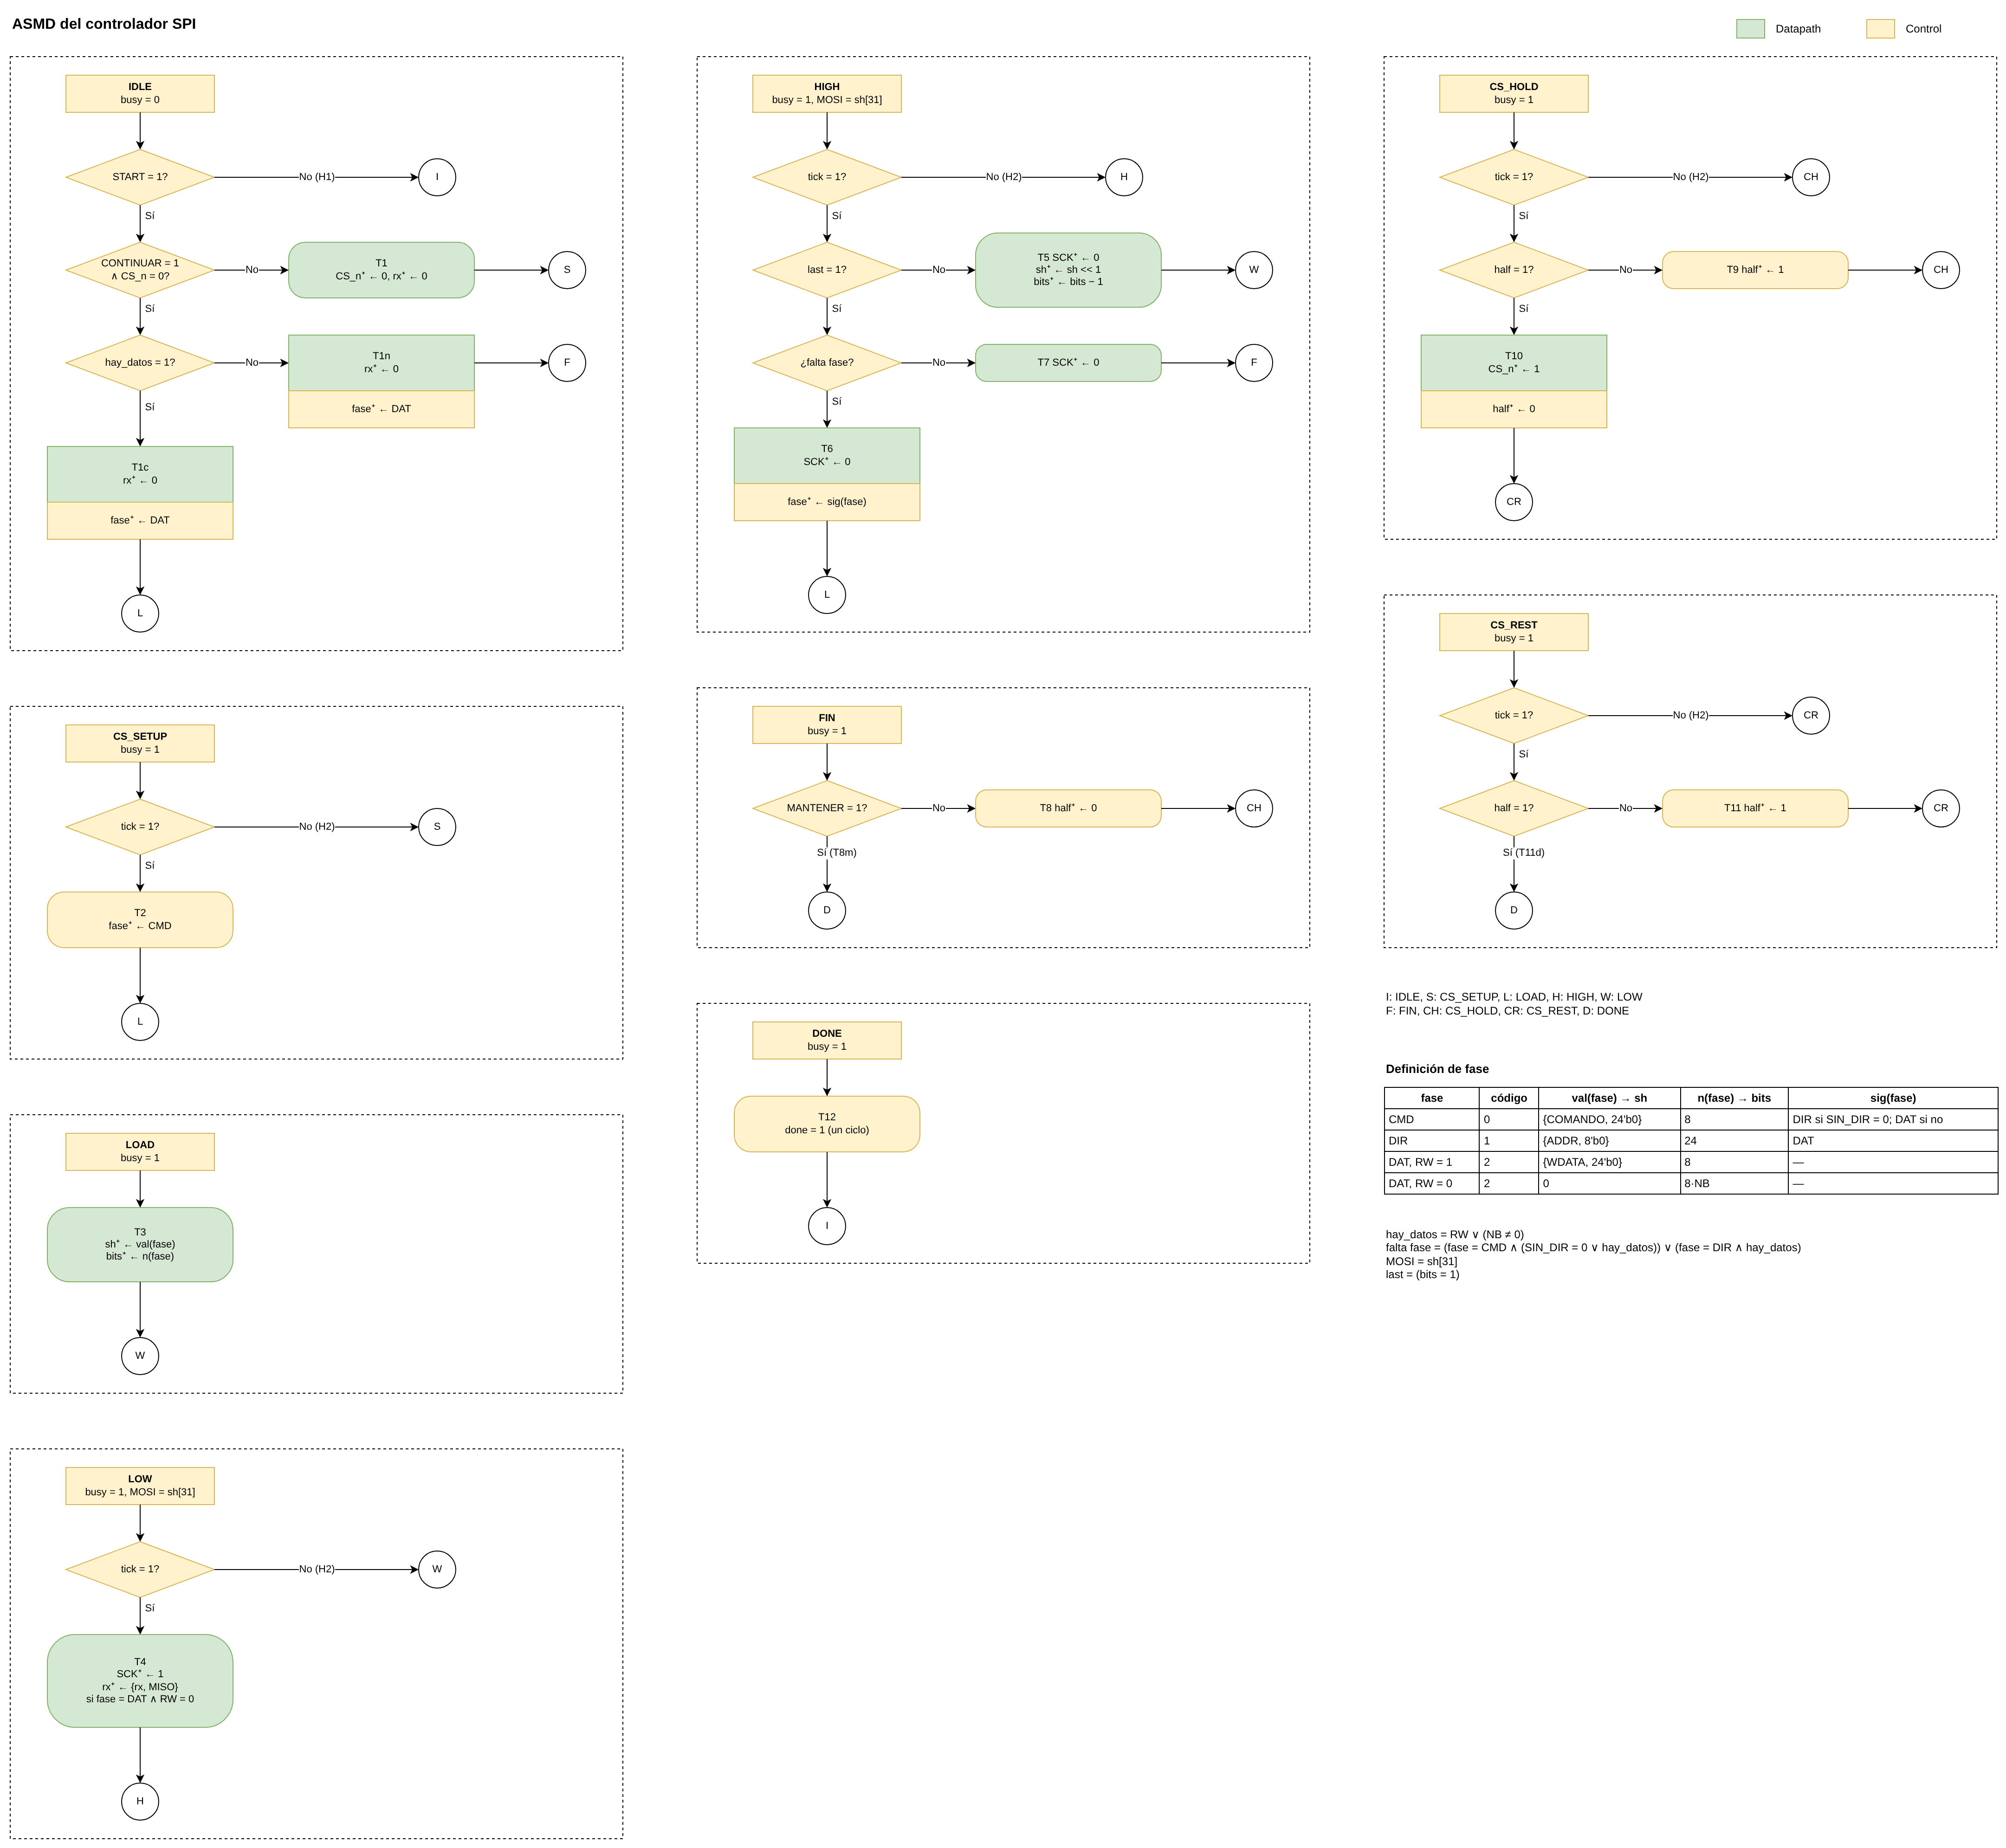 ASMD del controlador SPI
Datapath
Control
IDLE
busy = 0
START = 1?
No (H1)
I
Sí
CONTINUAR = 1
∧ CS_n = 0?
No
T1
CS_n⁺ ← 0, rx⁺ ← 0
S
Sí
hay_datos = 1?
No
T1n
rx⁺ ← 0
fase⁺ ← DAT
F
Sí
T1c
rx⁺ ← 0
fase⁺ ← DAT
L
CS_SETUP
busy = 1
tick = 1?
No (H2)
S
Sí
T2
fase⁺ ← CMD
L
LOAD
busy = 1
T3
sh⁺ ← val(fase)
bits⁺ ← n(fase)
W
LOW
busy = 1, MOSI = sh[31]
tick = 1?
No (H2)
W
Sí
T4
SCK⁺ ← 1
rx⁺ ← {rx, MISO}
si fase = DAT ∧ RW = 0
H
HIGH
busy = 1, MOSI = sh[31]
tick = 1?
No (H2)
H
Sí
last = 1?
No
T5 SCK⁺ ← 0
sh⁺ ← sh << 1
bits⁺ ← bits − 1
W
Sí
¿falta fase?
No
T7 SCK⁺ ← 0
F
Sí
T6
SCK⁺ ← 0
fase⁺ ← sig(fase)
L
FIN
busy = 1
MANTENER = 1?
No
T8 half⁺ ← 0
CH
Sí (T8m)
D
DONE
busy = 1
T12
done = 1 (un ciclo)
I
CS_HOLD
busy = 1
tick = 1?
No (H2)
CH
Sí
half = 1?
No
T9 half⁺ ← 1
CH
Sí
T10
CS_n⁺ ← 1
half⁺ ← 0
CR
CS_REST
busy = 1
tick = 1?
No (H2)
CR
Sí
half = 1?
No
T11 half⁺ ← 1
CR
Sí (T11d)
D
I: IDLE, S: CS_SETUP, L: LOAD, H: HIGH, W: LOW
F: FIN, CH: CS_HOLD, CR: CS_REST, D: DONE
Definición de fase
fase código val(fase) → sh n(fase) → bits sig(fase)
CMD 0 {COMANDO, 24'b0} 8 DIR si SIN_DIR = 0; DAT si no
DIR 1 {ADDR, 8'b0} 24 DAT
DAT, RW = 1 2 {WDATA, 24'b0} 8 —
DAT, RW = 0 2 0 8·NB —
hay_datos = RW ∨ (NB ≠ 0)
falta fase = (fase = CMD ∧ (SIN_DIR = 0 ∨ hay_datos)) ∨ (fase = DIR ∧ hay_datos)
MOSI = sh[31]
last = (bits = 1)